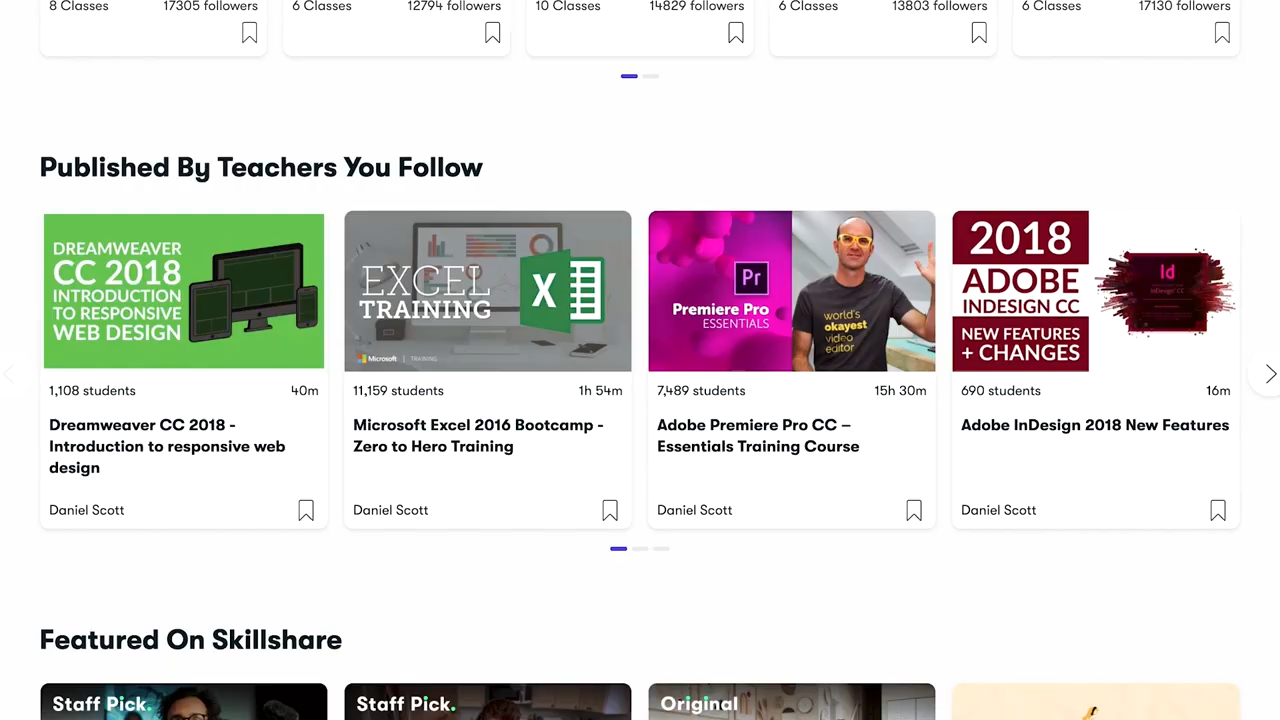 8 Classes 17305 followers
6 Classes 12794 followers
10 Classes 14829 followers
6 Classes 13803 followers
6 Classes 17130 followers
Published By Teachers You Follow
DREAMWEAVER
CC 2018
INTRODUCTION
TO RESPONSIVE
WEB DESIGN
1,108 students 40m
Dreamweaver CC 2018 -
Introduction to responsive web
design
Daniel Scott
EXCEL
TRAINING
X
Microsoft | TRAINING
11,159 students 1h 54m
Microsoft Excel 2016 Bootcamp -
Zero to Hero Training
Daniel Scott
Pr
Premiere Pro
ESSENTIALS
world's
okayest
video
editor
7,489 students 15h 30m
Adobe Premiere Pro CC –
Essentials Training Course
Daniel Scott
2018
ADOBE
INDESIGN CC
NEW FEATURES
+ CHANGES
Id
InDesign CC
690 students 16m
Adobe InDesign 2018 New Features
Daniel Scott
Featured On Skillshare
Staff Pick.
Staff Pick.
Original